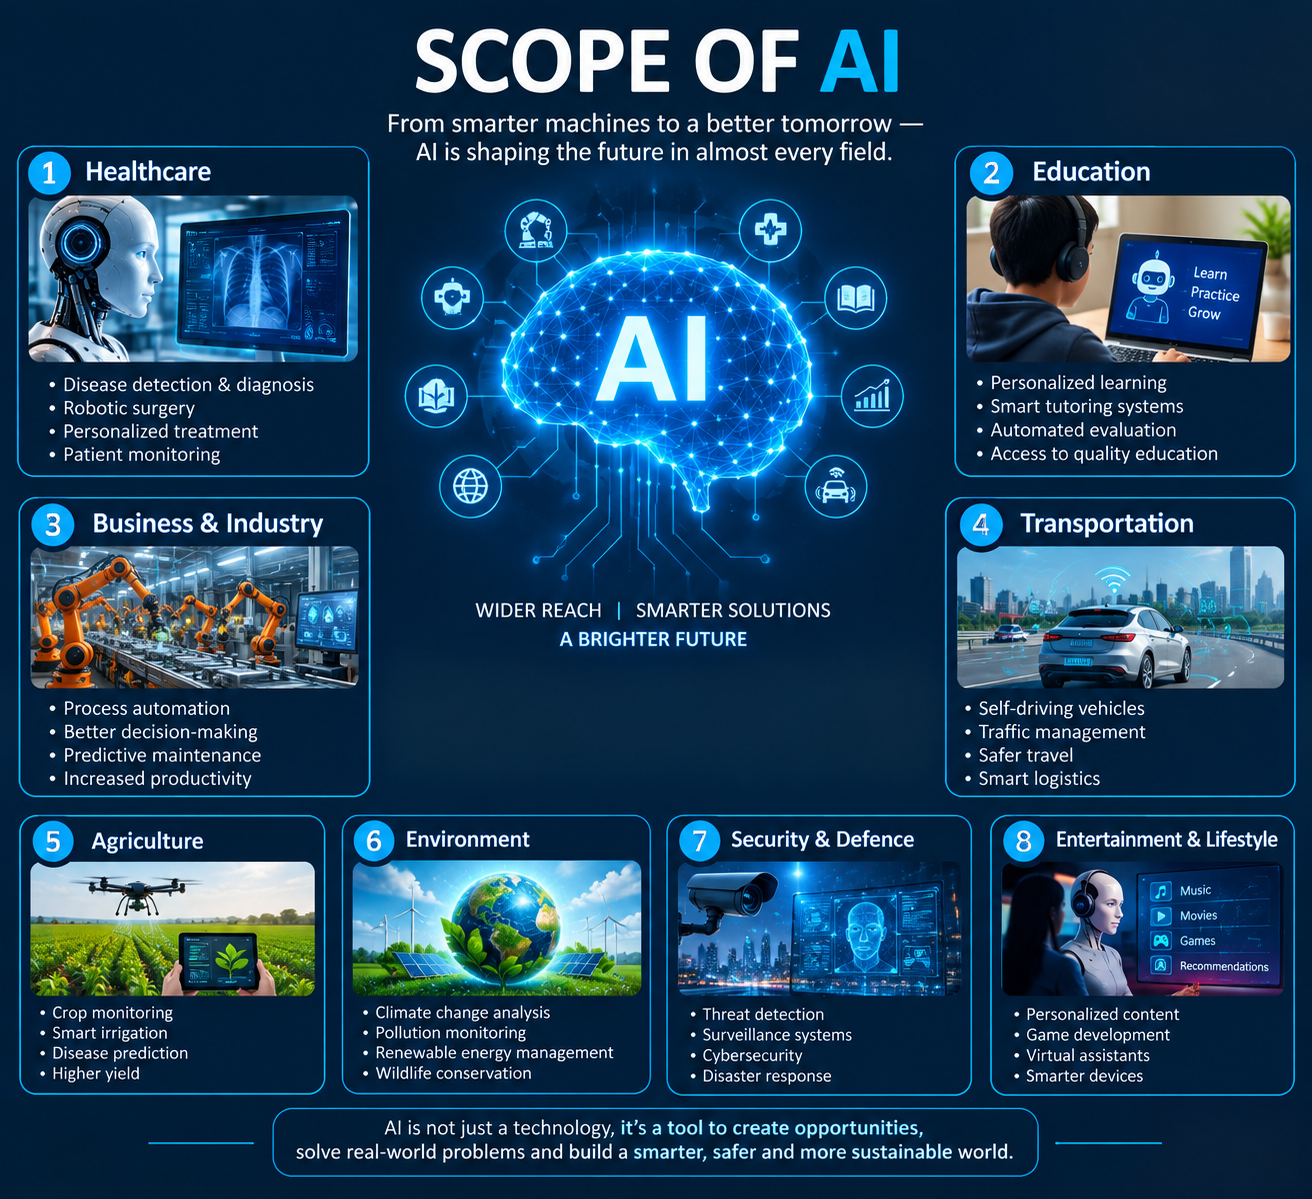 SCOPE OF AI
From smarter machines to a better tomorrow —
AI is shaping the future in almost every field.
1 Healthcare
• Disease detection & diagnosis
• Robotic surgery
• Personalized treatment
• Patient monitoring
2 Education
Learn
Practice
Grow
• Personalized learning
• Smart tutoring systems
• Automated evaluation
• Access to quality education
AI
3 Business & Industry
• Process automation
• Better decision-making
• Predictive maintenance
• Increased productivity
4 Transportation
• Self-driving vehicles
• Traffic management
• Safer travel
• Smart logistics
WIDER REACH | SMARTER SOLUTIONS
A BRIGHTER FUTURE
5 Agriculture
• Crop monitoring
• Smart irrigation
• Disease prediction
• Higher yield
6 Environment
• Climate change analysis
• Pollution monitoring
• Renewable energy management
• Wildlife conservation
7 Security & Defence
• Threat detection
• Surveillance systems
• Cybersecurity
• Disaster response
8 Entertainment & Lifestyle
Music
Movies
Games
Recommendations
• Personalized content
• Game development
• Virtual assistants
• Smarter devices
AI is not just a technology, it's a tool to create opportunities,
solve real-world problems and build a smarter, safer and more sustainable world.